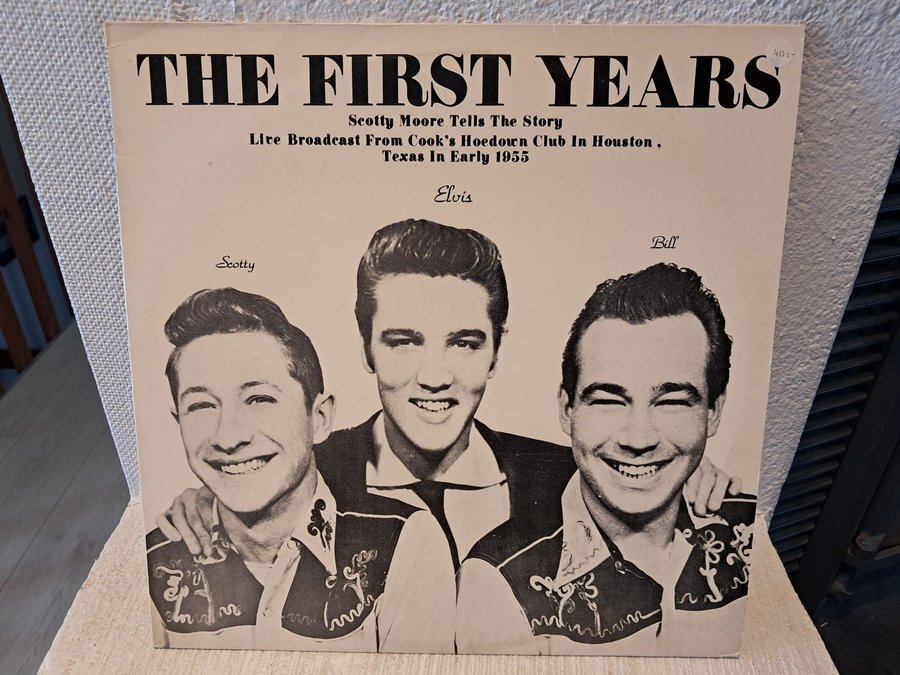 THE FIRST YEARS
40:-
Scotty Moore Tells The Story
Live Broadcast From Cook's Hoedown Club In Houston ,
Texas In Early 1955
Elvis
Bill
Scotty